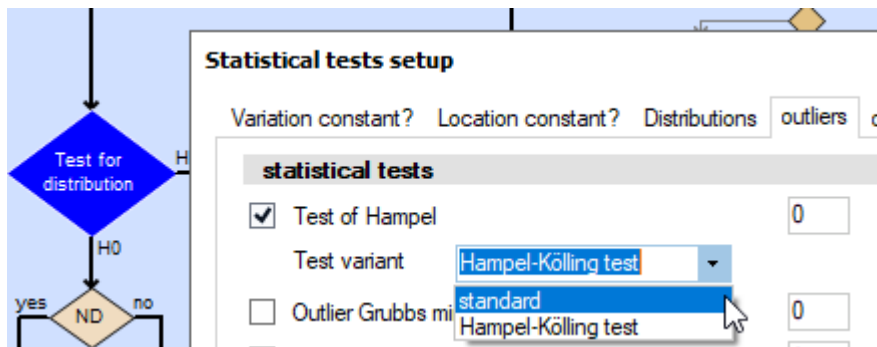 Statistical tests setup
Variation constant? Location constant? Distributions outliers
statistical tests
Test of Hampel 0
Test variant Hampel-Kölling test
standard
Outlier Grubbs 0
Hampel-Kölling test
Test for
distribution
H0
yes ND no